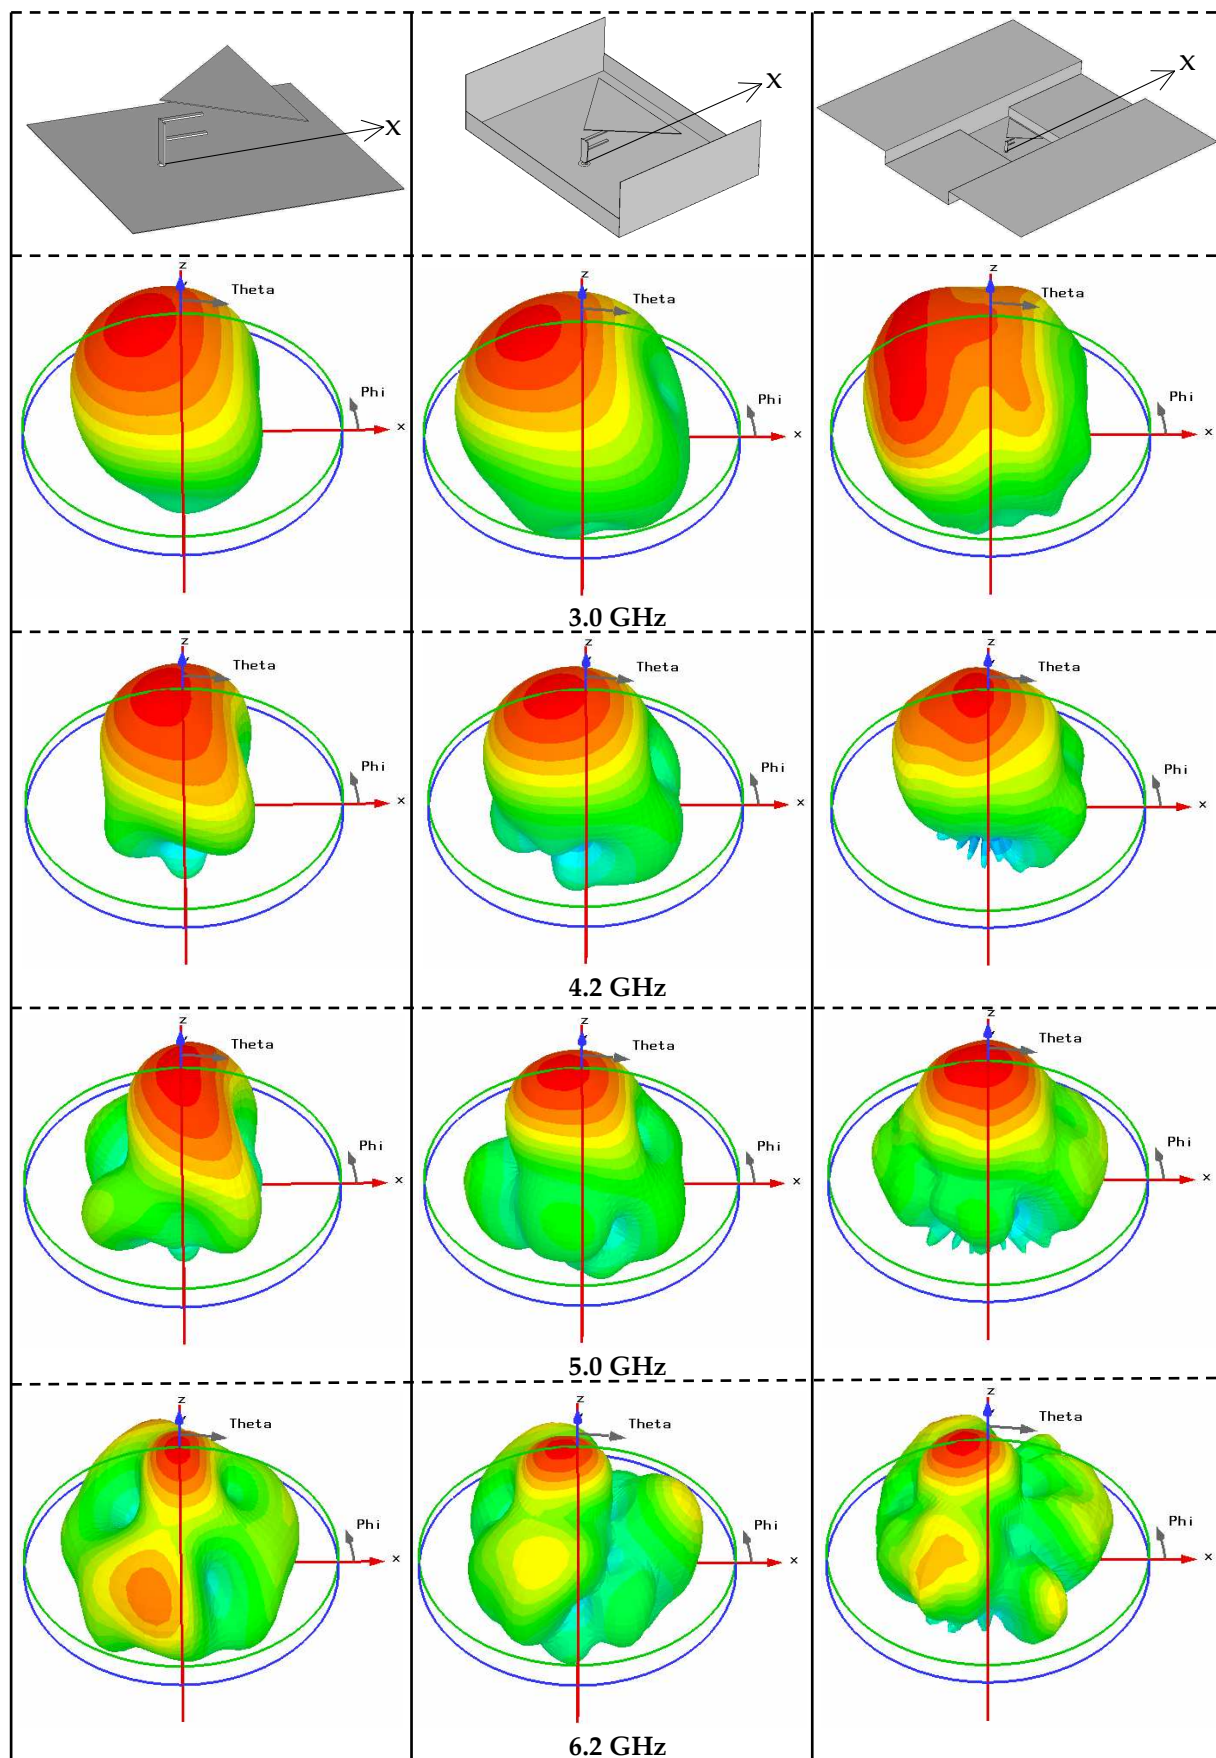 X X X
z z z
Theta Theta Theta
Phi Phi Phi
x x x
3.0 GHz
z z z
Theta Theta Theta
Phi Phi Phi
x x x
4.2 GHz
z z z
Theta Theta Theta
Phi Phi Phi
x x x
5.0 GHz
z z z
Theta Theta Theta
Phi Phi Phi
x x x
6.2 GHz